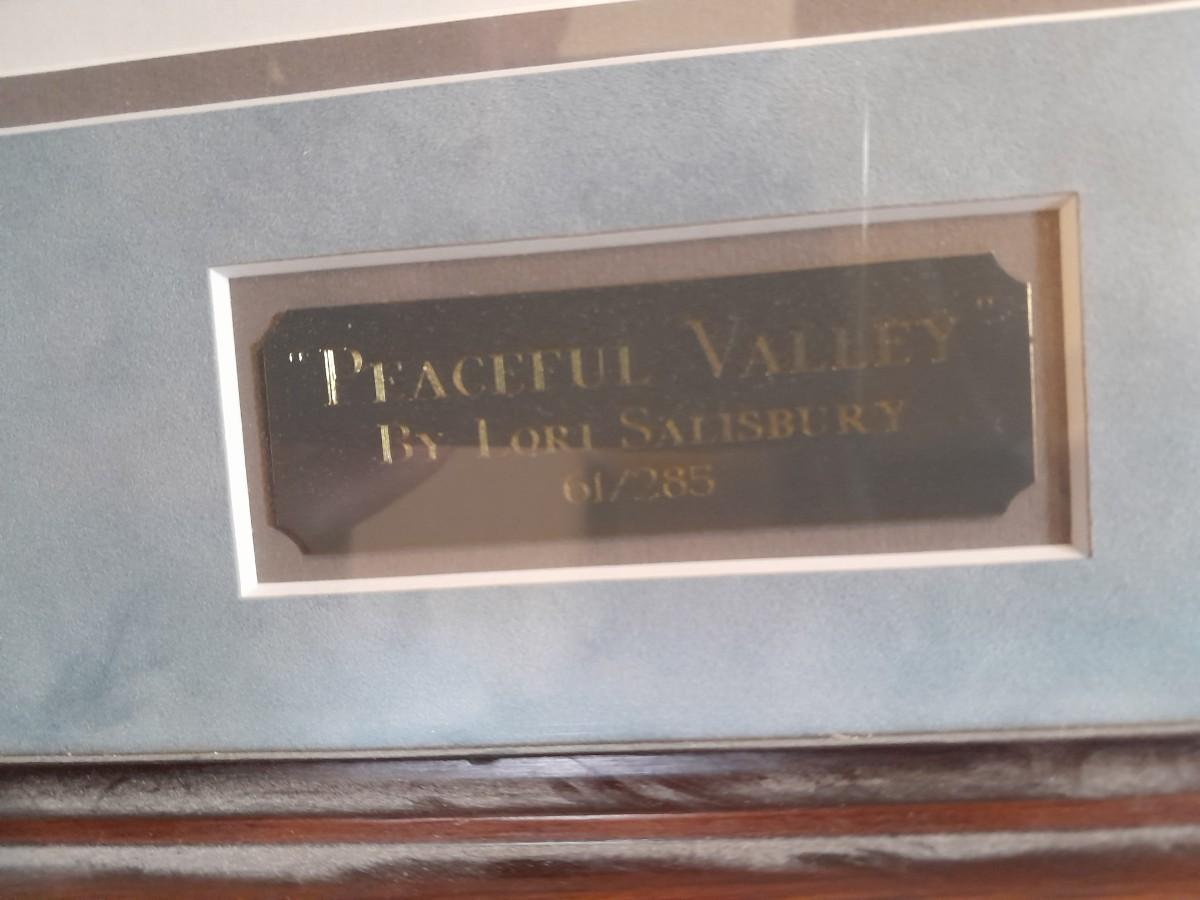 "PEACEFUL VALLEY"
BY LORI SALISBURY
61/285